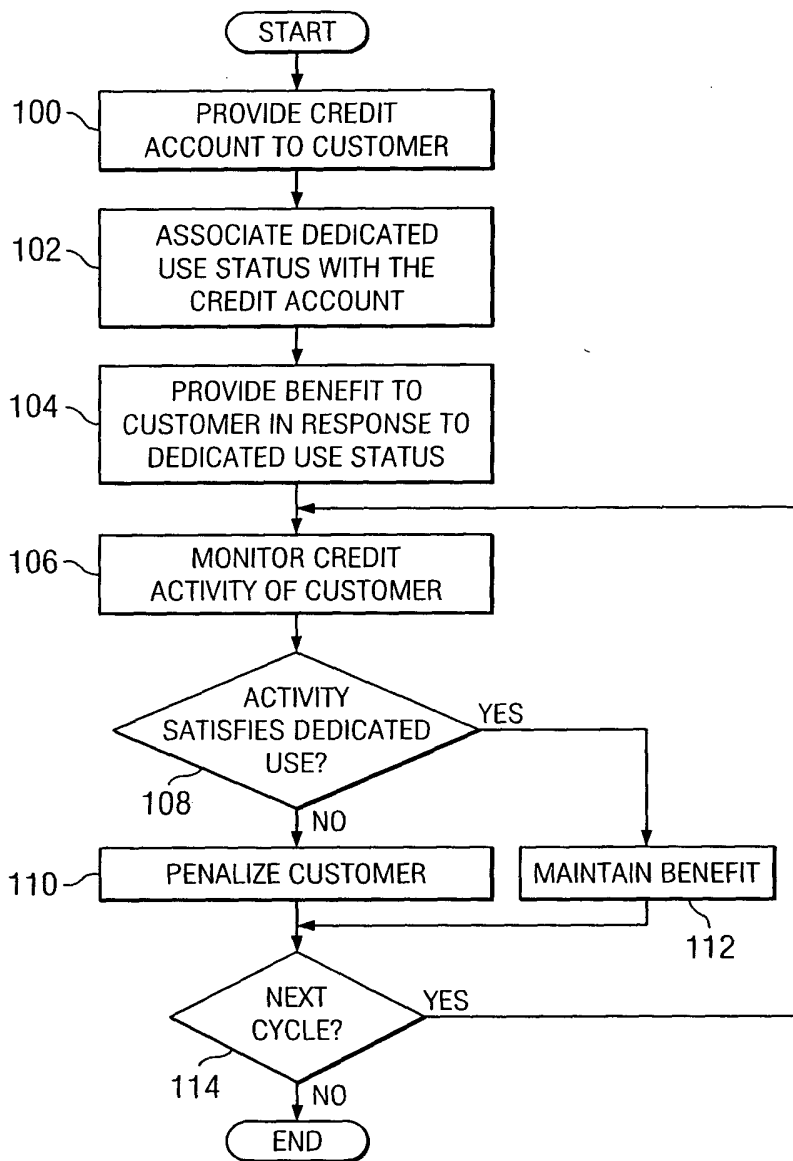 START
100
PROVIDE CREDIT
ACCOUNT TO CUSTOMER
102
ASSOCIATE DEDICATED
USE STATUS WITH THE
CREDIT ACCOUNT
104
PROVIDE BENEFIT TO
CUSTOMER IN RESPONSE TO
DEDICATED USE STATUS
106
MONITOR CREDIT
ACTIVITY OF CUSTOMER
ACTIVITY
SATISFIES DEDICATED
USE?
YES
108
NO
110
PENALIZE CUSTOMER
MAINTAIN BENEFIT
112
NEXT
CYCLE?
YES
114
NO
END